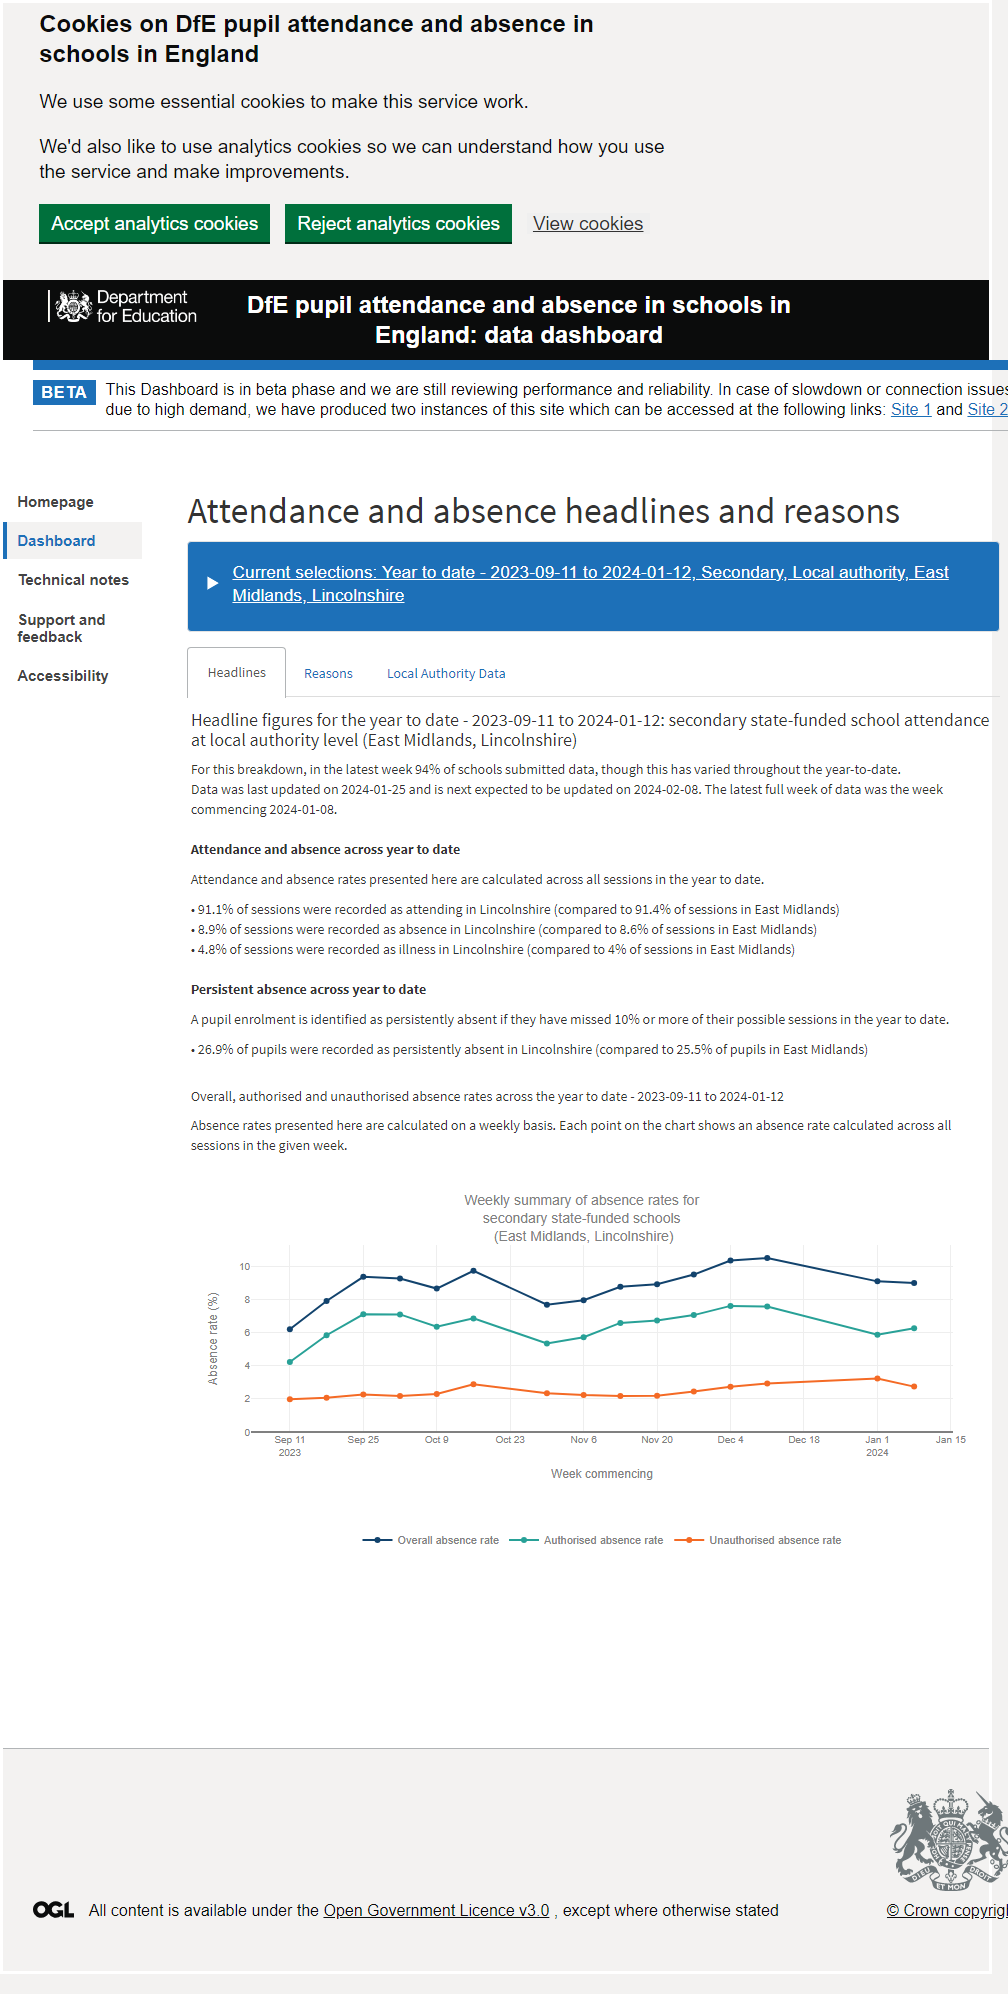 Cookies on DfE pupil attendance and absence in
schools in England
We use some essential cookies to make this service work.
We'd also like to use analytics cookies so we can understand how you use
the service and make improvements.
Accept analytics cookies
Reject analytics cookies
View cookies
Department
for Education
DfE pupil attendance and absence in schools in
England: data dashboard
BETA
This Dashboard is in beta phase and we are still reviewing performance and reliability. In case of slowdown or connection issues
due to high demand, we have produced two instances of this site which can be accessed at the following links: Site 1 and Site 2
Homepage
Dashboard
Technical notes
Support and
feedback
Accessibility
Attendance and absence headlines and reasons
Current selections: Year to date - 2023-09-11 to 2024-01-12, Secondary, Local authority, East
Midlands, Lincolnshire
Headlines
Reasons
Local Authority Data
Headline figures for the year to date - 2023-09-11 to 2024-01-12: secondary state-funded school attendance
at local authority level (East Midlands, Lincolnshire)
For this breakdown, in the latest week 94% of schools submitted data, though this has varied throughout the year-to-date.
Data was last updated on 2024-01-25 and is next expected to be updated on 2024-02-08. The latest full week of data was the week
commencing 2024-01-08.
Attendance and absence across year to date
Attendance and absence rates presented here are calculated across all sessions in the year to date.
• 91.1% of sessions were recorded as attending in Lincolnshire (compared to 91.4% of sessions in East Midlands)
• 8.9% of sessions were recorded as absence in Lincolnshire (compared to 8.6% of sessions in East Midlands)
• 4.8% of sessions were recorded as illness in Lincolnshire (compared to 4% of sessions in East Midlands)
Persistent absence across year to date
A pupil enrolment is identified as persistently absent if they have missed 10% or more of their possible sessions in the year to date.
• 26.9% of pupils were recorded as persistently absent in Lincolnshire (compared to 25.5% of pupils in East Midlands)
Overall, authorised and unauthorised absence rates across the year to date - 2023-09-11 to 2024-01-12
Absence rates presented here are calculated on a weekly basis. Each point on the chart shows an absence rate calculated across all
sessions in the given week.
Weekly summary of absence rates for
secondary state-funded schools
(East Midlands, Lincolnshire)
Absence rate (%)
10
8
6
4
2
0
Sep 11 Sep 25 Oct 9 Oct 23 Nov 6 Nov 20 Dec 4 Dec 18 Jan 1 Jan 15
2023 2024
Week commencing
Overall absence rate
Authorised absence rate
Unauthorised absence rate
DIEU ET MON DROIT
OGL
All content is available under the Open Government Licence v3.0 , except where otherwise stated
© Crown copyrigh